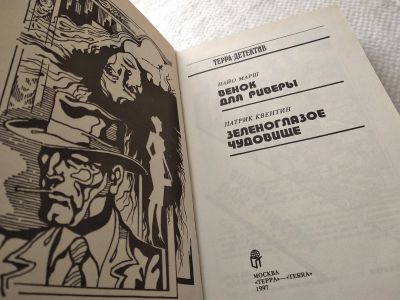 ТЕРРА-ДЕТЕКТИВ
НАЙО МАРШ
ВЕНОК
ДЛЯ РИВЕРЫ
ПАТРИК КВЕНТИН
ЗЕЛЕНОГЛАЗОЕ
ЧУДОВИЩЕ
МОСКВА
«ТЕРРА»—«TERRA»
1997